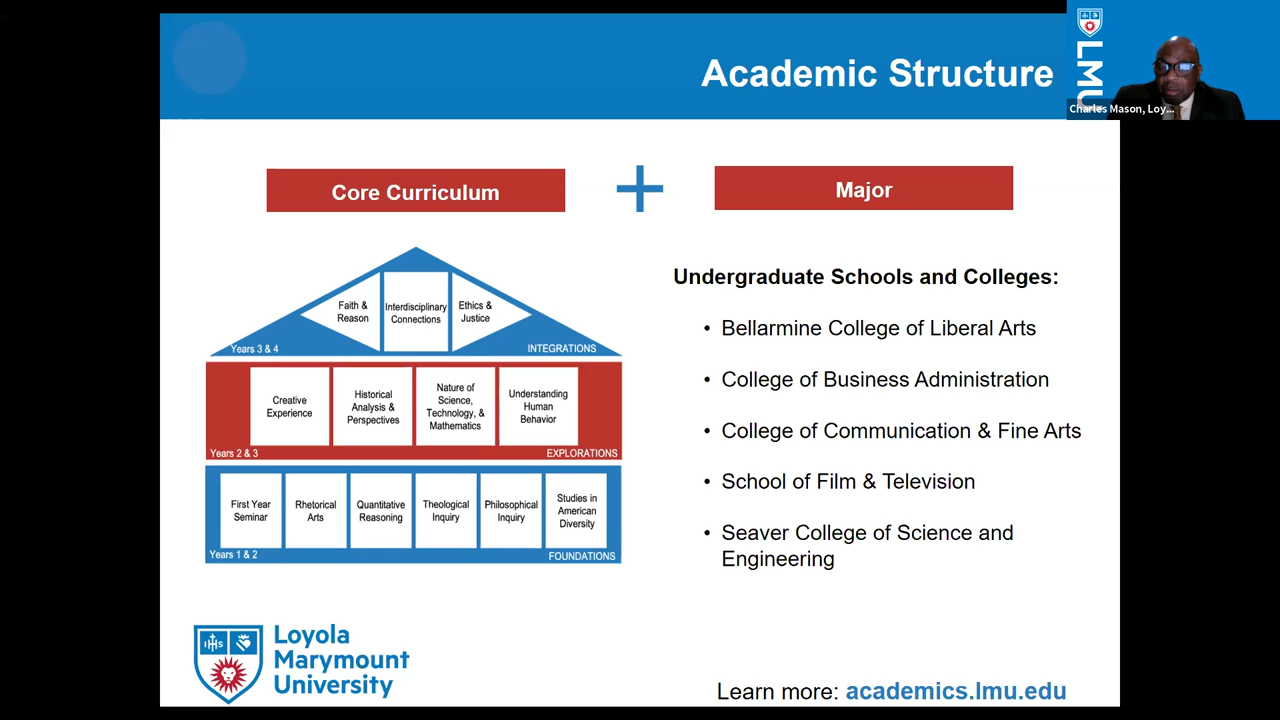 Academic Structure
LMU
Charles Mason, Loy...
Core Curriculum
+
Major
Faith &
Reason
Interdisciplinary
Connections
Ethics &
Justice
Years 3 & 4
INTEGRATIONS
Creative
Experience
Historical
Analysis &
Perspectives
Nature of
Science,
Technology, &
Mathematics
Understanding
Human
Behavior
Years 2 & 3
EXPLORATIONS
First Year
Seminar
Rhetorical
Arts
Quantitative
Reasoning
Theological
Inquiry
Philosophical
Inquiry
Studies in
American
Diversity
Years 1 & 2
FOUNDATIONS
Undergraduate Schools and Colleges:
• Bellarmine College of Liberal Arts
• College of Business Administration
• College of Communication & Fine Arts
• School of Film & Television
• Seaver College of Science and
Engineering
IHS
Loyola
Marymount
University
Learn more: academics.lmu.edu